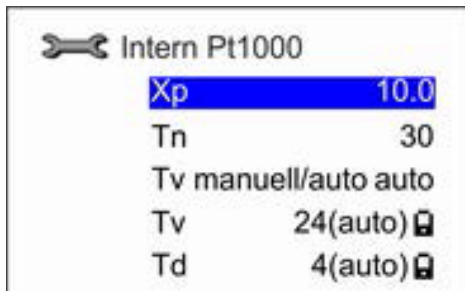 Intern Pt1000
Xp 10.0
Tn 30
Tv manuell/auto auto
Tv 24(auto)
Td 4(auto)